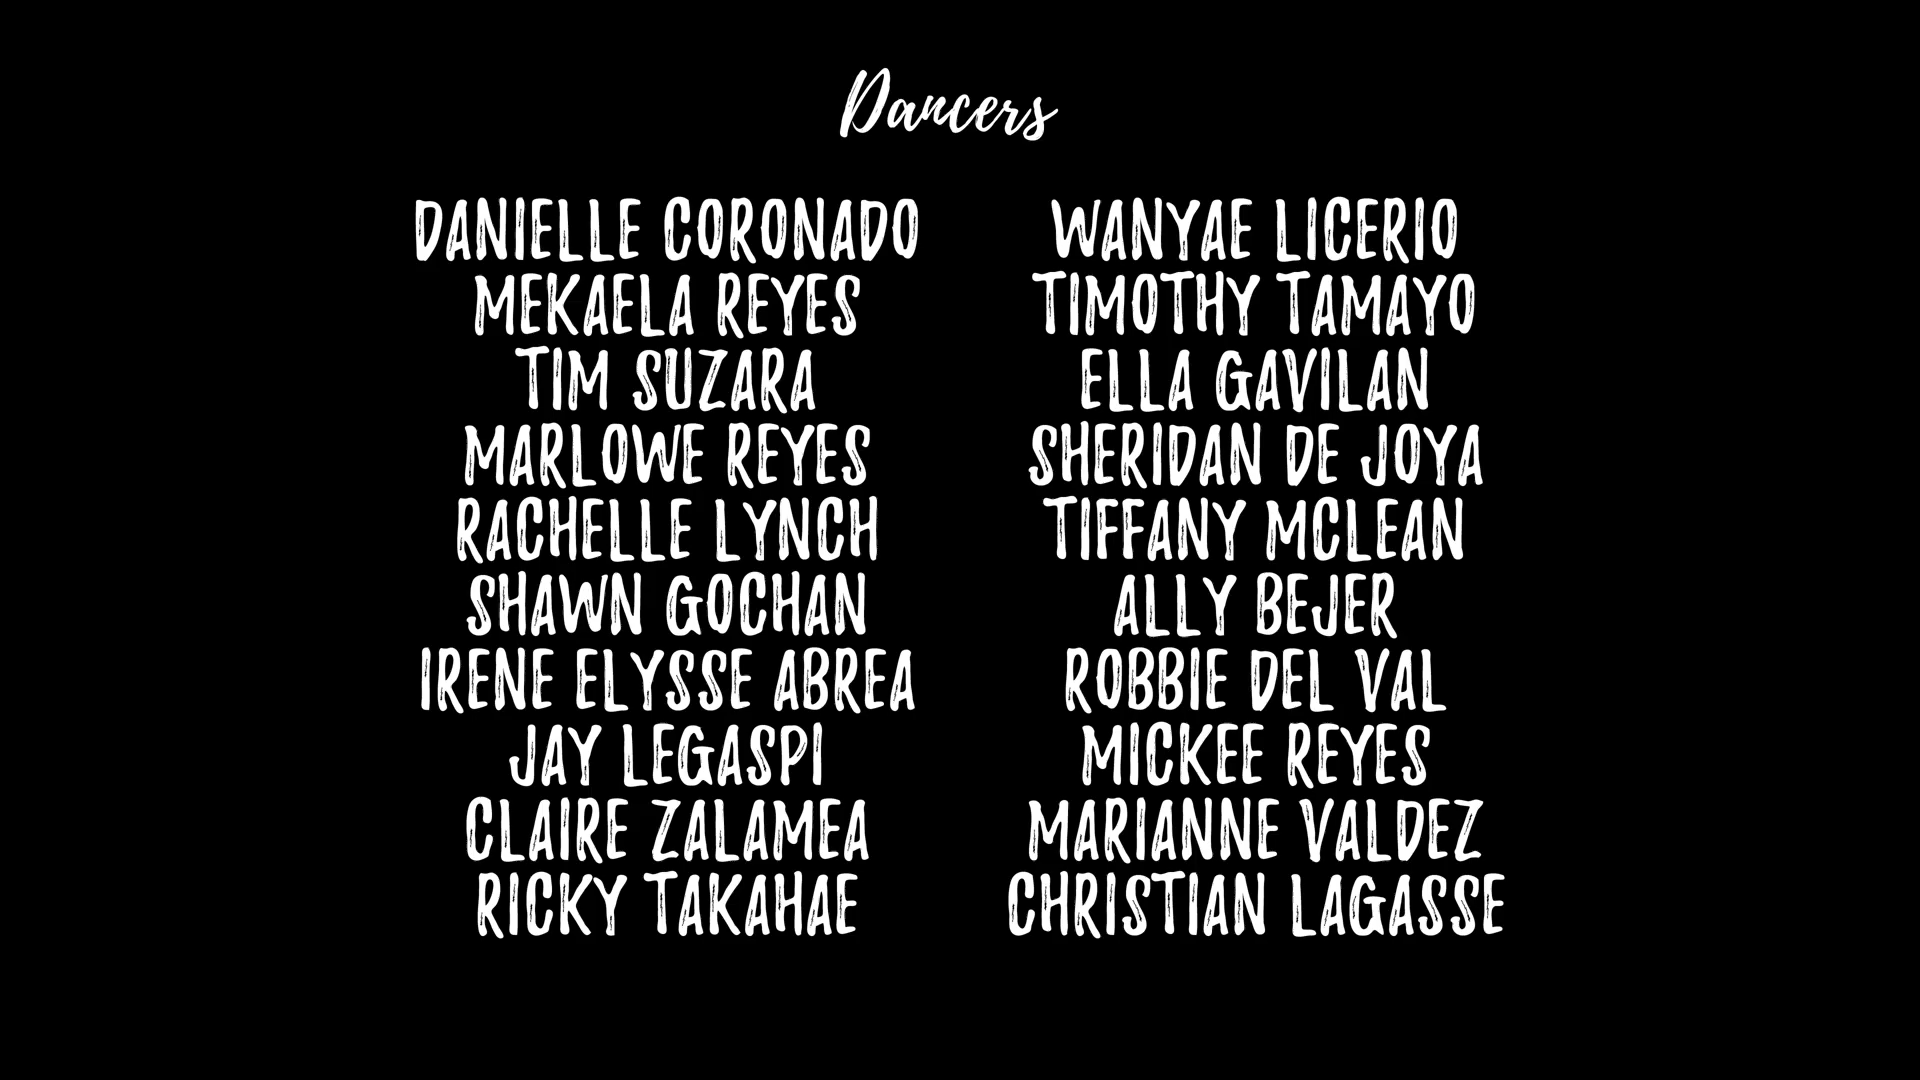 Dancers
DANIELLE CORONADO
MEKAELA REYES
TIM SUZARA
MARLOWE REYES
RACHELLE LYNCH
SHAWN GOCHAN
IRENE ELYSSE ABREA
JAY LEGASPI
CLAIRE ZALAMEA
RICKY TAKAHAE
WANYAE LICERIO
TIMOTHY TAMAYO
ELLA GAVILAN
SHERIDAN DE JOYA
TIFFANY MCLEAN
ALLY BEJER
ROBBIE DEL VAL
MICKEE REYES
MARIANNE VALDEZ
CHRISTIAN LAGASSE